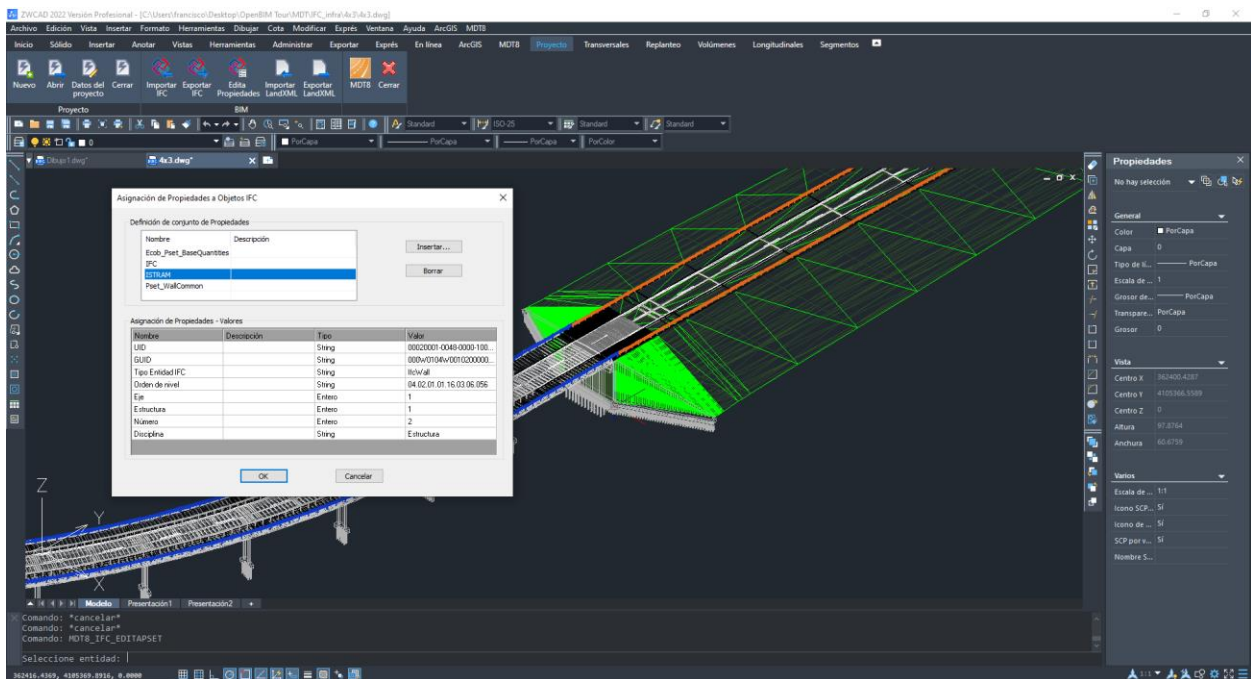 ZWCAD 2022 Versión Profesional - [C:\Users\francisco\Desktop\OpenBIM Tour\MDT\IFC_infra\4x3\4x3.dwg]
Archivo Edición Vista Insertar Formato Herramientas Dibujar Cota Modificar Exprés Ventana Ayuda ArcGIS MDT8
Inicio Sólido Insertar Anotar Vistas Herramientas Administrar Exportar Exprés En línea ArcGIS MDT8 Proyecto Transversales Replanteo Volúmenes Longitudinales Segmentos
Nuevo Abrir Datos del proyecto Cerrar Importar IFC Exportar IFC Edita Propiedades Importar LandXML Exportar LandXML MDT8 Cerrar
Proyecto BIM
Standard ISO-25 Standard Standard
0 PorCapa PorCapa PorCapa PorColor
Dibujo1.dwg* 4x3.dwg*
Asignación de Propiedades a Objetos IFC
Definición de conjunto de Propiedades
Nombre Descripción
Ecob_Pset_BaseQuantities
IFC
ISTRAM
Pset_WallCommon
Insertar...
Borrar
Asignación de Propiedades - Valores
Nombre Descripción Tipo Valor
UID String 00020001-0048-0000-100...
GUID String 000W0104W0010200000...
Tipo Entidad IFC String IfcWall
Orden de nivel String 04.02.01.01.16.03.06.056
Eje Entero 1
Estructura Entero 1
Número Entero 2
Disciplina String Estructura
OK Cancelar
Z
Y
X
Propiedades
No hay selección
General
Color PorCapa
Capa 0
Tipo de lí... PorCapa
Escala de ... 1
Grosor de... PorCapa
Transpare... PorCapa
Grosor 0
Vista
Centro X 362400.4287
Centro Y 4105366.5589
Centro Z 0
Altura 97.8764
Anchura 60.6759
Varios
Escala de ... 1:1
Icono SCP... Sí
Icono de ... Sí
SCP por v... Sí
Nombre S...
Modelo Presentación1 Presentación2 +
Comando: *cancelar*
Comando: *cancelar*
Comando: MDT8_IFC_EDITAPSET
Seleccione entidad:
362416.4369, 4105369.8916, 0.0000 1:1